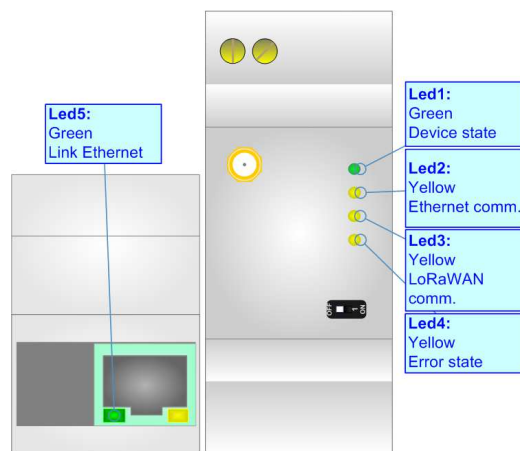 Led5:
Green
Link Ethernet
Led1:
Green
Device state
Led2:
Yellow
Ethernet comm.
Led3:
Yellow
LoRaWAN
comm.
Led4:
Yellow
Error state
OFF
1
ON